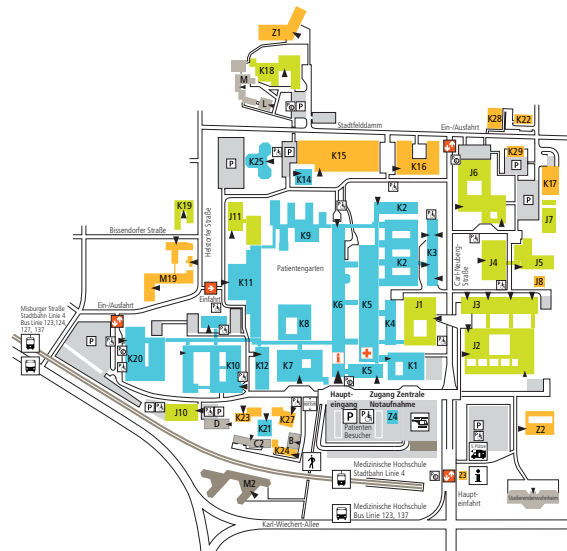 Z1
K18
M
L
P
Stadtfelddamm
Ein-/Ausfahrt
K28
K22
K25
K15
K16
K29
K14
J6
K17
P
P
P
P
K19
J11
K2
K9
K3
J7
Bissendorfer Straße
Helstorfer Straße
Patientengarten
K2
Carl-Neuberg-
Straße
J4
J5
M19
K11
J8
Misburger Straße
Stadtbahn Linie 4
Bus Linie 123,124,
127, 137
Ein-/Ausfahrt
Einfahrt
K6
K5
J3
J1
K8
K4
P
K20
K10
K12
K7
K5
K1
J2
Haupt-
eingang
Zugang Zentrale
Notaufnahme
P
J10
P
D
K23
K27
K21
P
Patienten
Besucher
Z4
P
Z2
C2
B
K24
M2
Medizinische Hochschule
Stadtbahn Linie 4
Z3
Haupt-
einfahrt
Studierendenwohnheim
Medizinische Hochschule
Bus Linie 123, 137
Karl-Wiechert-Allee